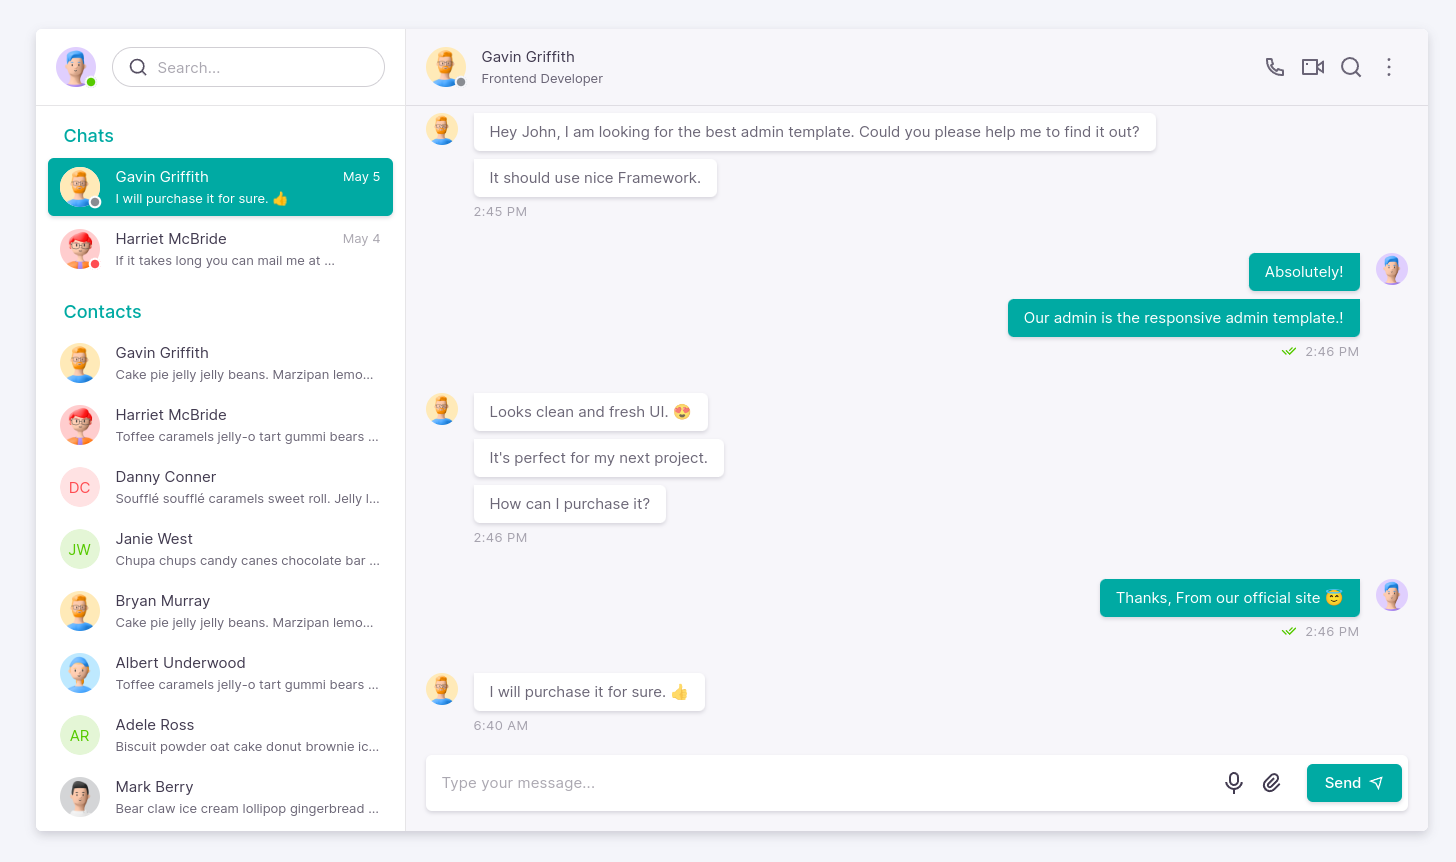 Search...
Chats
Gavin Griffith May 5
I will purchase it for sure. 👍
Harriet McBride May 4
If it takes long you can mail me at ...
Contacts
Gavin Griffith
Cake pie jelly jelly beans. Marzipan lemo...
Harriet McBride
Toffee caramels jelly-o tart gummi bears ...
DC
Danny Conner
Soufflé soufflé caramels sweet roll. Jelly l...
JW
Janie West
Chupa chups candy canes chocolate bar ...
Bryan Murray
Cake pie jelly jelly beans. Marzipan lemo...
Albert Underwood
Toffee caramels jelly-o tart gummi bears ...
AR
Adele Ross
Biscuit powder oat cake donut brownie ic...
Mark Berry
Bear claw ice cream lollipop gingerbread ...
Gavin Griffith
Frontend Developer
Hey John, I am looking for the best admin template. Could you please help me to find it out?
It should use nice Framework.
2:45 PM
Absolutely!
Our admin is the responsive admin template.!
2:46 PM
Looks clean and fresh UI. 😍
It's perfect for my next project.
How can I purchase it?
2:46 PM
Thanks, From our official site 😇
2:46 PM
I will purchase it for sure. 👍
6:40 AM
Type your message...
Send